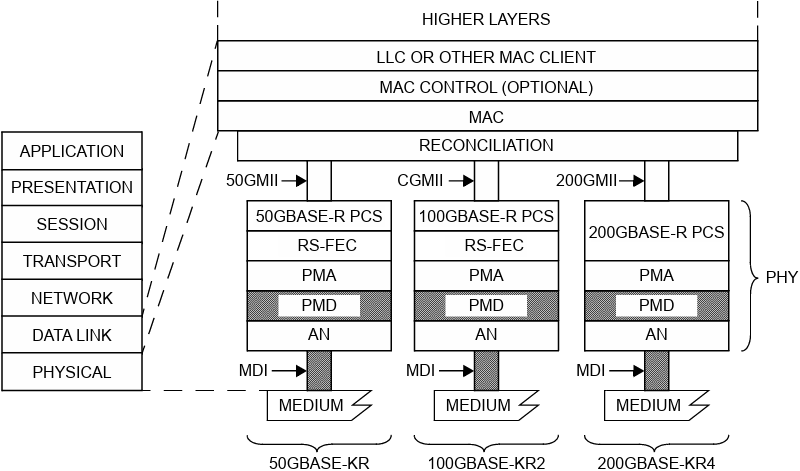 HIGHER LAYERS
LLC OR OTHER MAC CLIENT
MAC CONTROL (OPTIONAL)
MAC
RECONCILIATION
APPLICATION
PRESENTATION
SESSION
TRANSPORT
NETWORK
DATA LINK
PHYSICAL
50GMII
CGMII
200GMII
50GBASE-R PCS
100GBASE-R PCS
200GBASE-R PCS
RS-FEC
RS-FEC
PMA
PMA
PMA
PHY
PMD
PMD
PMD
AN
AN
AN
MDI
MDI
MDI
MEDIUM
MEDIUM
MEDIUM
50GBASE-KR
100GBASE-KR2
200GBASE-KR4